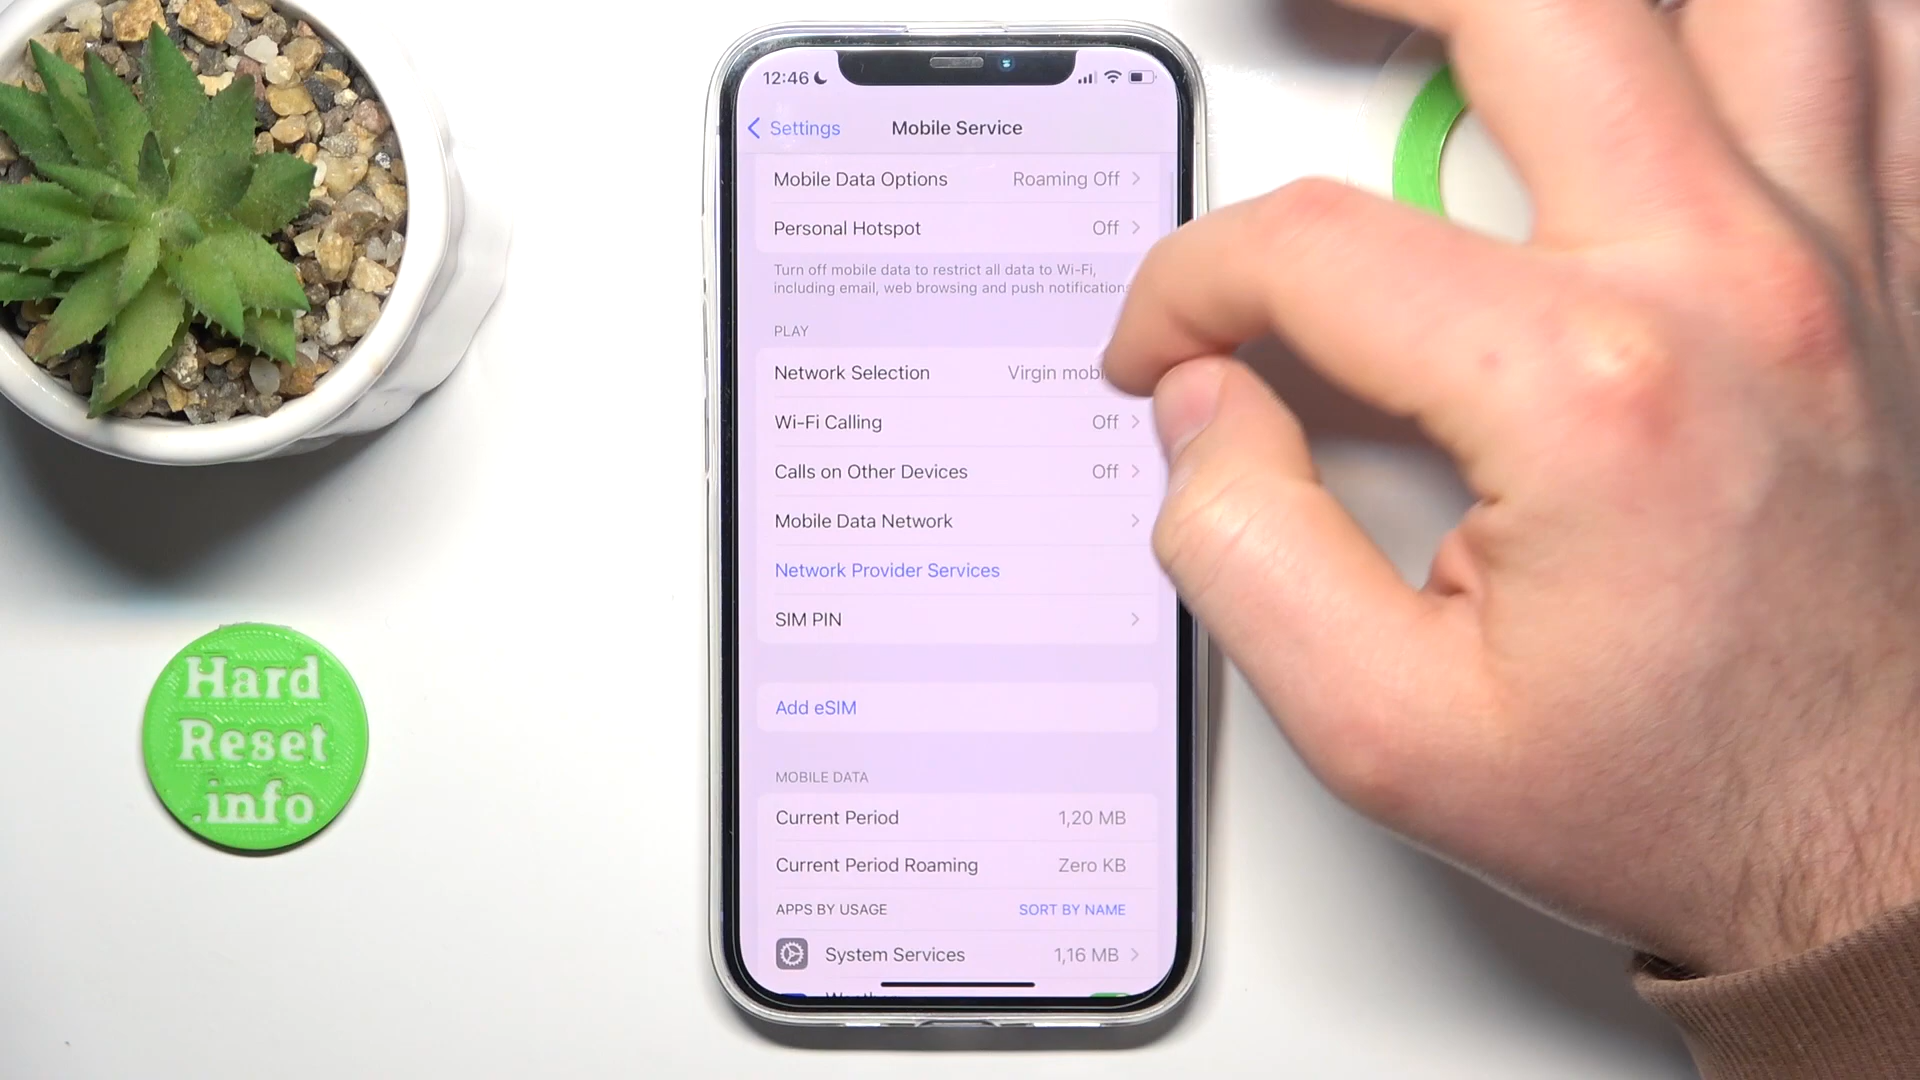 12:46
Settings
Mobile Service
Mobile Data Options Roaming Off
Personal Hotspot Off
Turn off mobile data to restrict all data to Wi-Fi,
including email, web browsing and push notifications
PLAY
Network Selection Virgin
Wi-Fi Calling Off
Calls on Other Devices Off
Mobile Data Network
Network Provider Services
SIM PIN
Add eSIM
MOBILE DATA
Current Period 1,20 MB
Current Period Roaming Zero KB
APPS BY USAGE SORT BY NAME
System Services 1,16 MB
Hard
Reset
.info